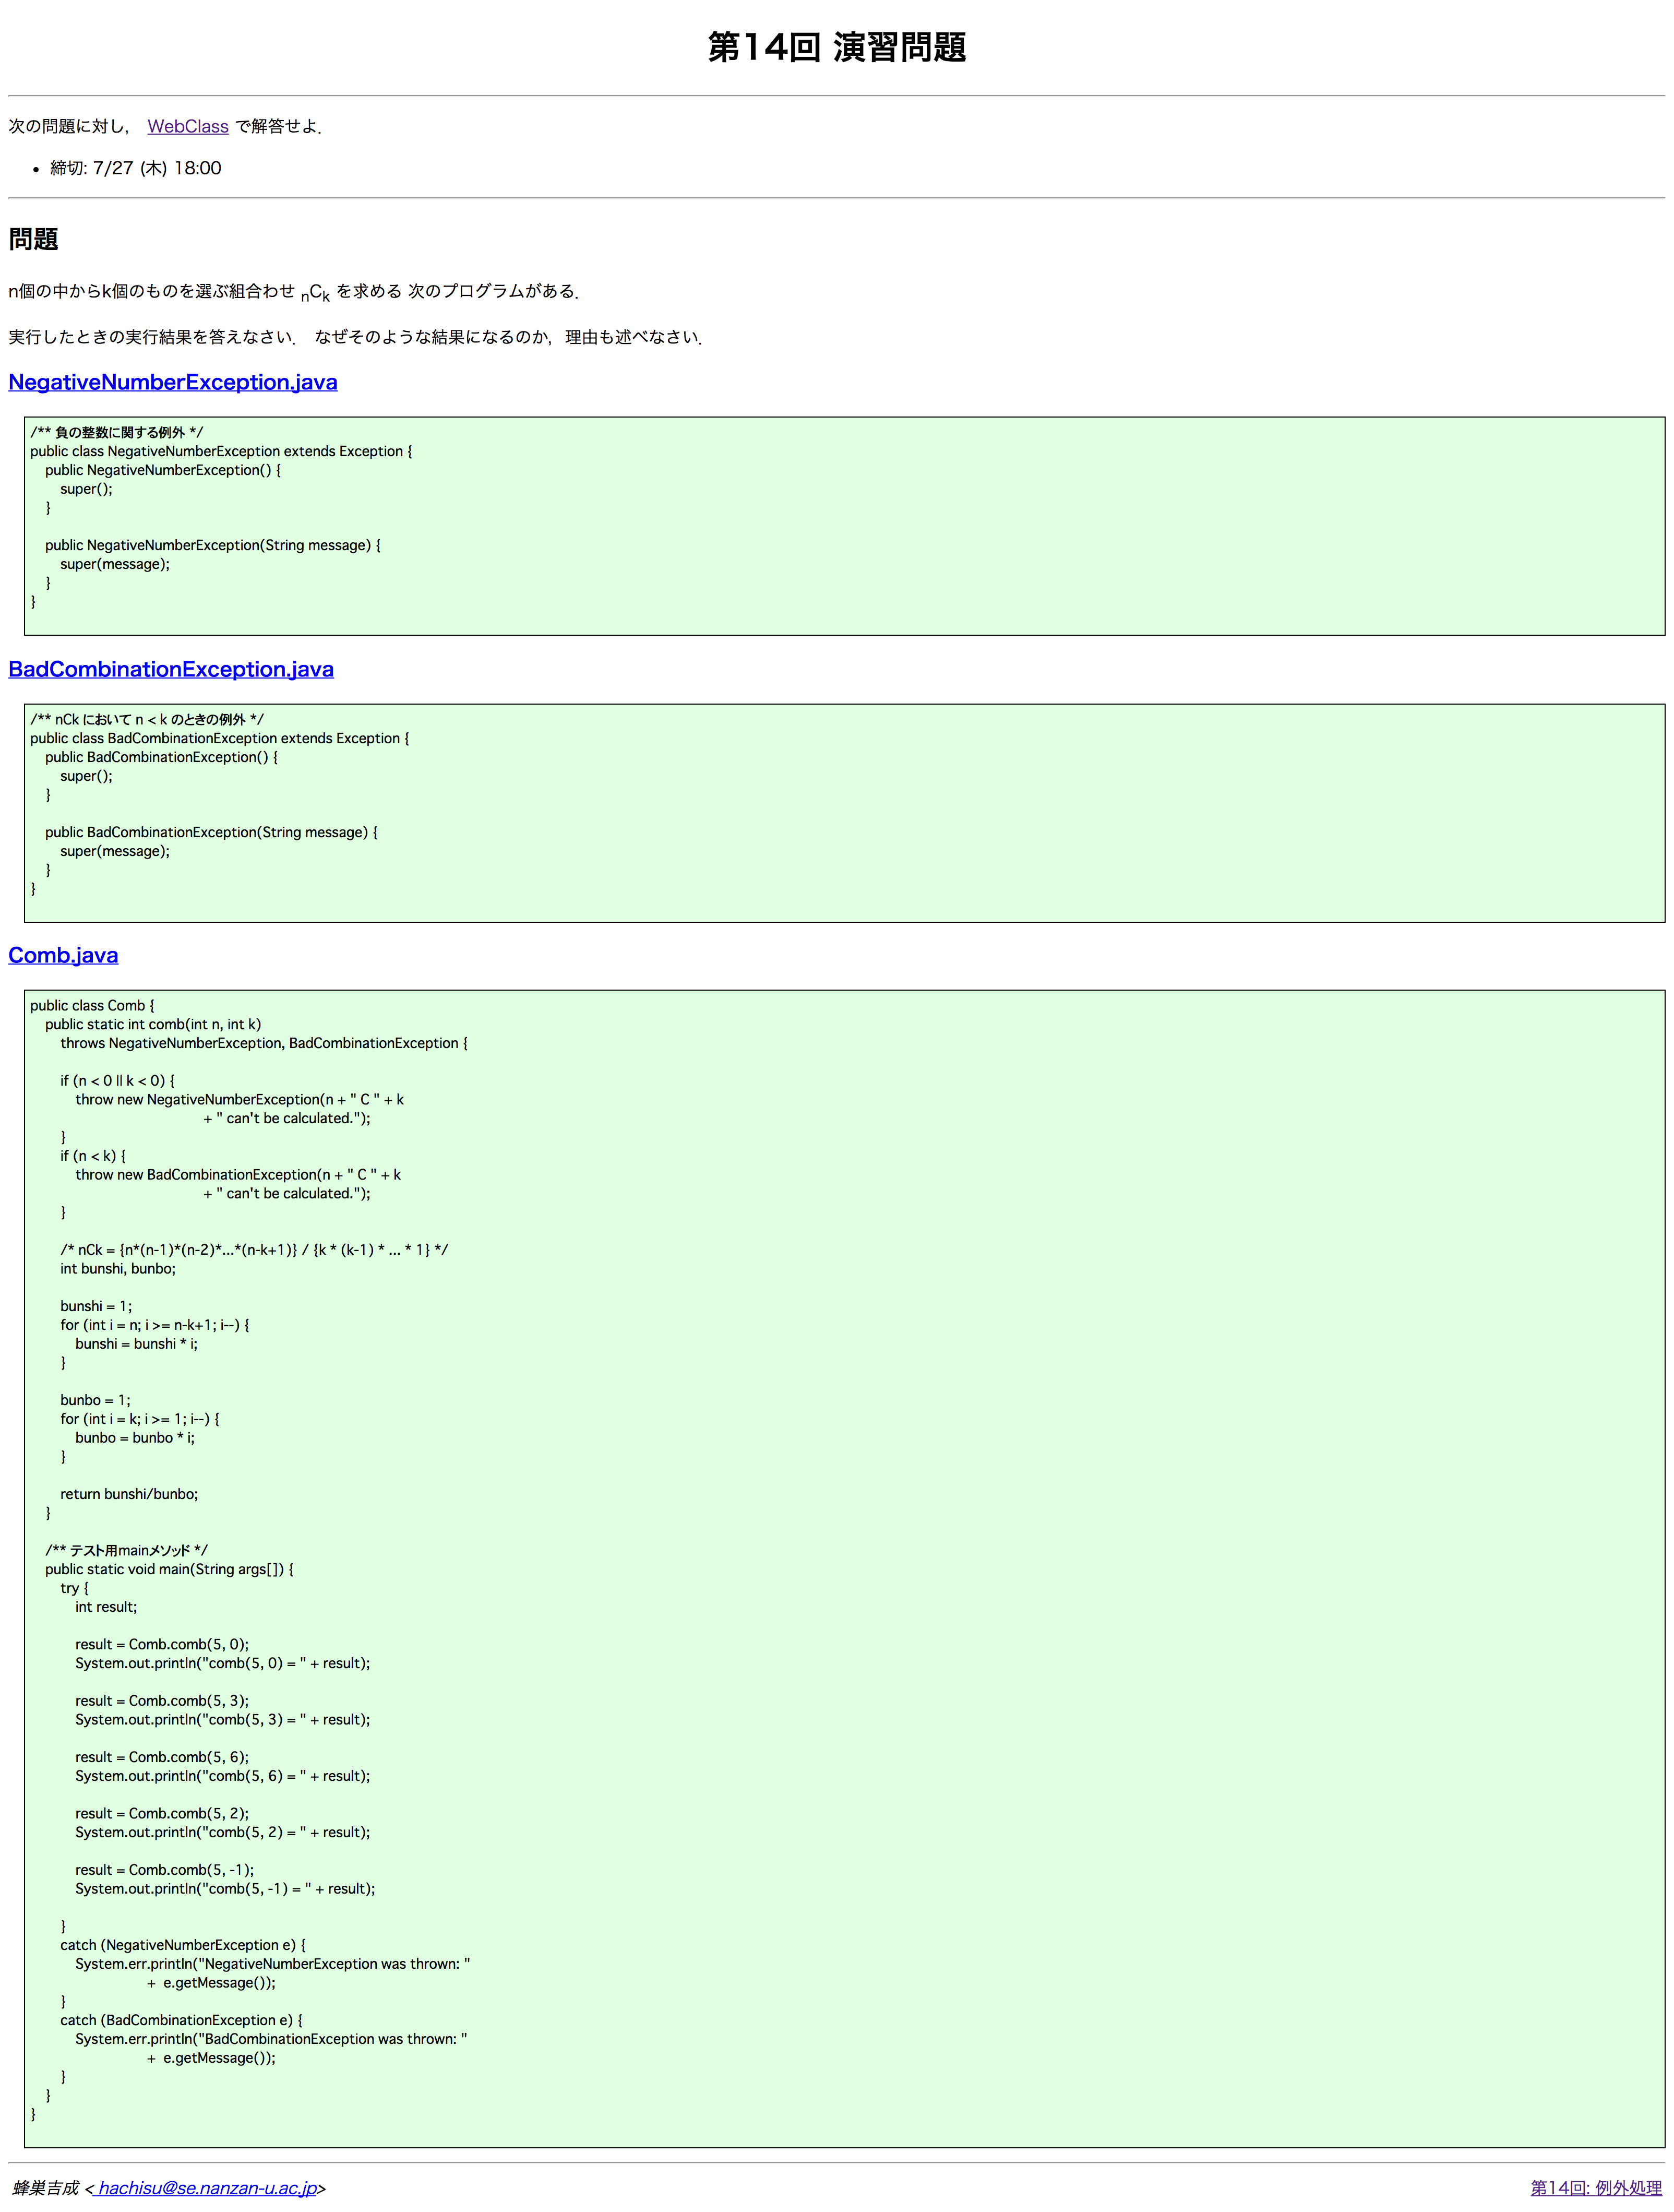 第14回 演習問題
次の問題に対し， WebClass で解答せよ．
• 締切: 7/27 (木) 18:00
問題
n個の中からk個のものを選ぶ組合わせ nCk を求める 次のプログラムがある．
実行したときの実行結果を答えなさい． なぜそのような結果になるのか，理由も述べなさい．
NegativeNumberException.java
/** 負の整数に関する例外 */
public class NegativeNumberException extends Exception {
    public NegativeNumberException() {
        super();
    }

    public NegativeNumberException(String message) {
        super(message);
    }
}
BadCombinationException.java
/** nCk において n < k のときの例外 */
public class BadCombinationException extends Exception {
    public BadCombinationException() {
        super();
    }

    public BadCombinationException(String message) {
        super(message);
    }
}
Comb.java
public class Comb {
    public static int comb(int n, int k)
        throws NegativeNumberException, BadCombinationException {

        if (n < 0 || k < 0) {
            throw new NegativeNumberException(n + " C " + k
                                              + " can't be calculated.");
        }
        if (n < k) {
            throw new BadCombinationException(n + " C " + k
                                              + " can't be calculated.");
        }

        /* nCk = {n*(n-1)*(n-2)*...*(n-k+1)} / {k * (k-1) * ... * 1} */
        int bunshi, bunbo;

        bunshi = 1;
        for (int i = n; i >= n-k+1; i--) {
            bunshi = bunshi * i;
        }

        bunbo = 1;
        for (int i = k; i >= 1; i--) {
            bunbo = bunbo * i;
        }

        return bunshi/bunbo;
    }

    /** テスト用mainメソッド */
    public static void main(String args[]) {
        try {
            int result;

            result = Comb.comb(5, 0);
            System.out.println("comb(5, 0) = " + result);

            result = Comb.comb(5, 3);
            System.out.println("comb(5, 3) = " + result);

            result = Comb.comb(5, 6);
            System.out.println("comb(5, 6) = " + result);

            result = Comb.comb(5, 2);
            System.out.println("comb(5, 2) = " + result);

            result = Comb.comb(5, -1);
            System.out.println("comb(5, -1) = " + result);

        }
        catch (NegativeNumberException e) {
            System.err.println("NegativeNumberException was thrown: "
                               +  e.getMessage());
        }
        catch (BadCombinationException e) {
            System.err.println("BadCombinationException was thrown: "
                               +  e.getMessage());
        }
    }
}
蜂巣吉成 < hachisu@se.nanzan-u.ac.jp>
第14回: 例外処理